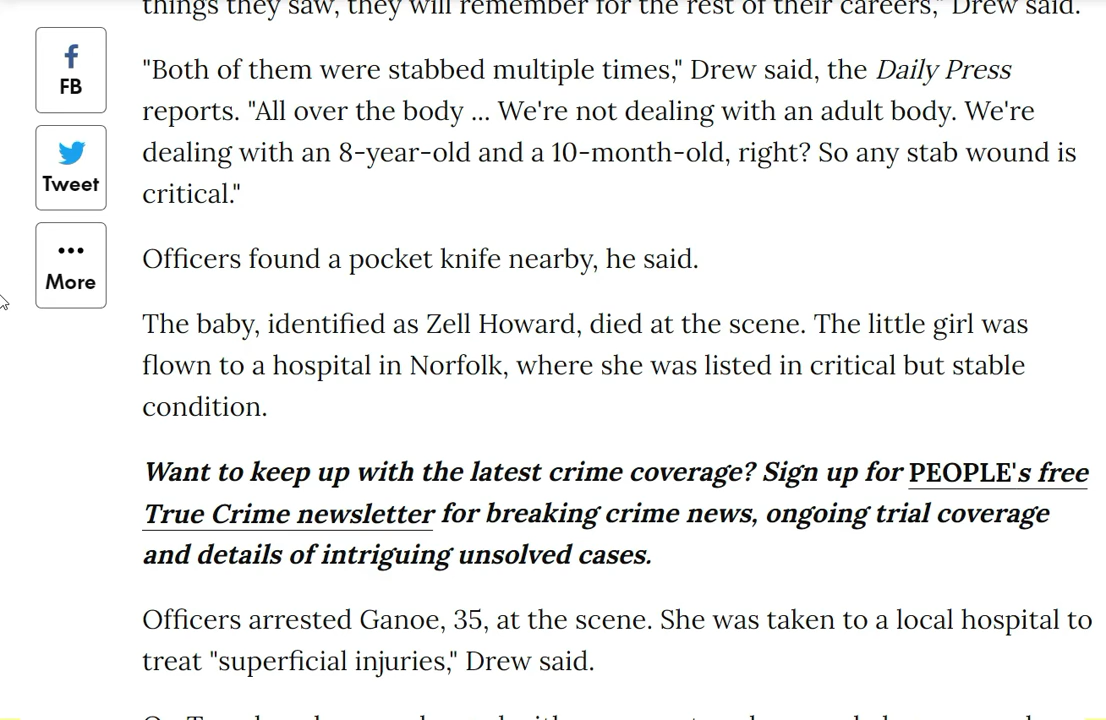 things they saw, they will remember for the rest of their careers," Drew said.
FB
Tweet
More
"Both of them were stabbed multiple times," Drew said, the Daily Press
reports. "All over the body ... We're not dealing with an adult body. We're
dealing with an 8-year-old and a 10-month-old, right? So any stab wound is
critical."
Officers found a pocket knife nearby, he said.
The baby, identified as Zell Howard, died at the scene. The little girl was
flown to a hospital in Norfolk, where she was listed in critical but stable
condition.
Want to keep up with the latest crime coverage? Sign up for PEOPLE's free
True Crime newsletter for breaking crime news, ongoing trial coverage
and details of intriguing unsolved cases.
Officers arrested Ganoe, 35, at the scene. She was taken to a local hospital to
treat "superficial injuries," Drew said.